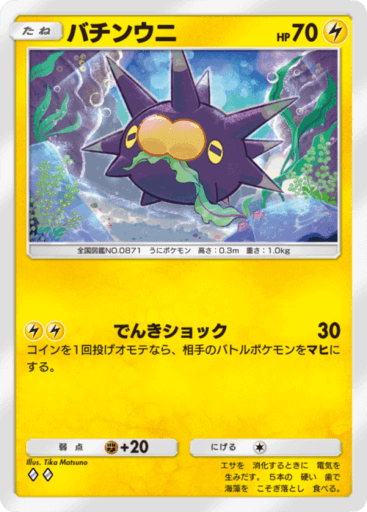 たね バチンウニ HP 70
全国図鑑NO.0871 うにポケモン 高さ:0.3m 重さ:1.0kg
でんきショック 30
コインを1回投げオモテなら、相手のバトルポケモンをマヒに
する。
弱点 +20 にげる
Illus. Tika Matsuno
エサを 消化するときに 電気を
生みだす。 5本の 硬い 歯で
海藻を こそぎ落とし 食べる。